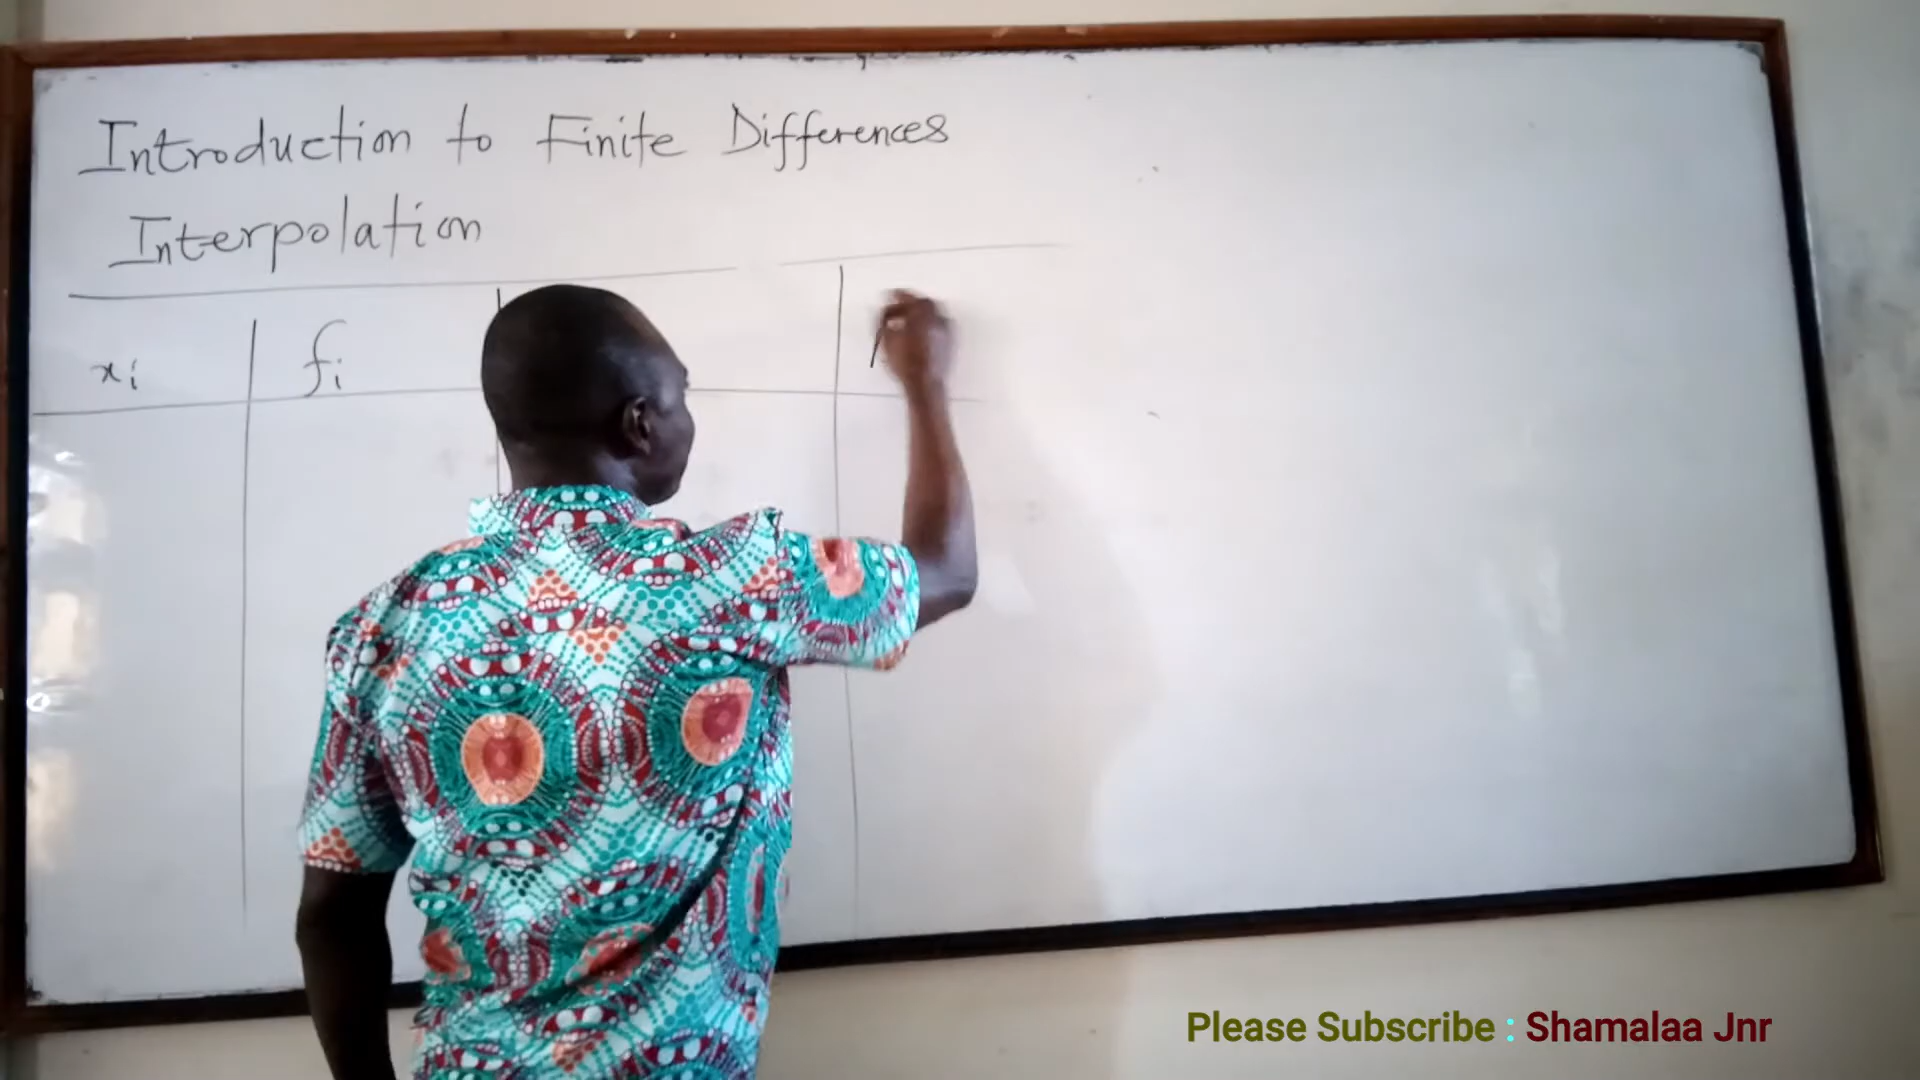 Introduction to Finite Differences
Interpolation
xi fi
Please Subscribe : Shamalaa Jnr